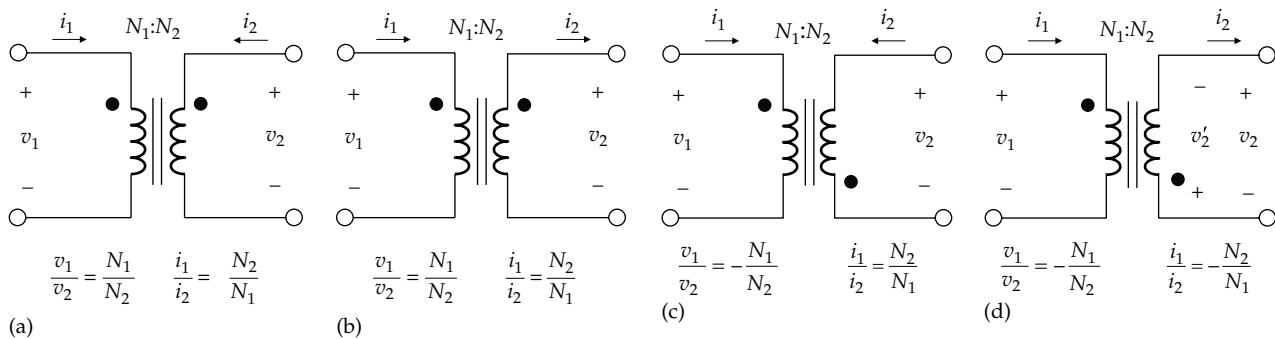 i₁ N₁:N₂ i₂
+ +
v₁ v₂
− −
v₁/v₂ = N₁/N₂ i₁/i₂ = N₂/N₁
(a)
i₁ N₁:N₂ i₂
+ +
v₁ v₂
− −
v₁/v₂ = N₁/N₂ i₁/i₂ = N₂/N₁
(b)
i₁ N₁:N₂ i₂
+ +
v₁ v₂
− −
v₁/v₂ = −N₁/N₂ i₁/i₂ = N₂/N₁
(c)
i₁ N₁:N₂ i₂
+ − +
v₁ v₂′ v₂
− + −
v₁/v₂ = −N₁/N₂ i₁/i₂ = −N₂/N₁
(d)